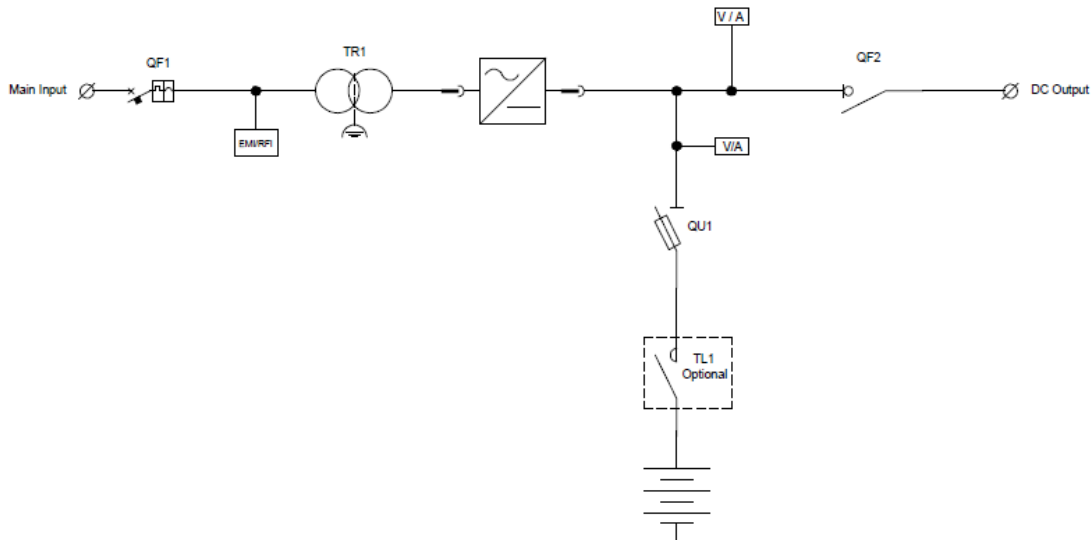 V / A
QF1
TR1
QF2
Main Input
DC Output
EMI/RFI
V/A
QU1
TL1
Optional